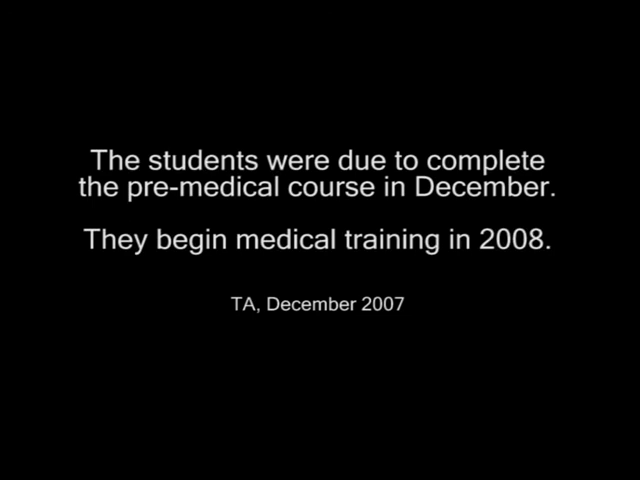 The students were due to complete
the pre-medical course in December.
They begin medical training in 2008.
TA, December 2007